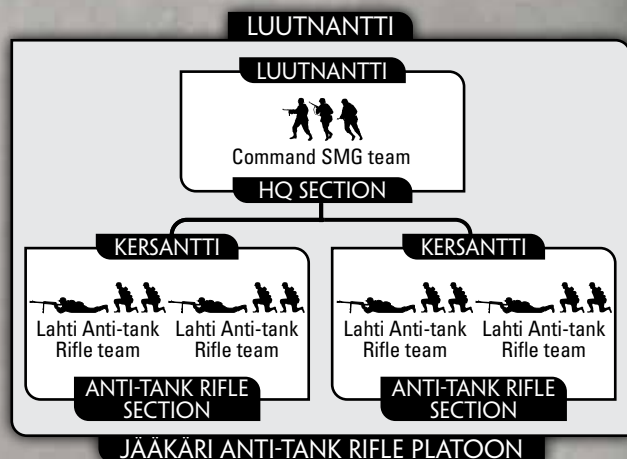 LUUTNANTTI
LUUTNANTTI
Command SMG team
HQ SECTION
KERSANTTI
Lahti Anti-tank
Rifle team
Lahti Anti-tank
Rifle team
ANTI-TANK RIFLE
SECTION
KERSANTTI
Lahti Anti-tank
Rifle team
Lahti Anti-tank
Rifle team
ANTI-TANK RIFLE
SECTION
JÄÄKÄRI ANTI-TANK RIFLE PLATOON